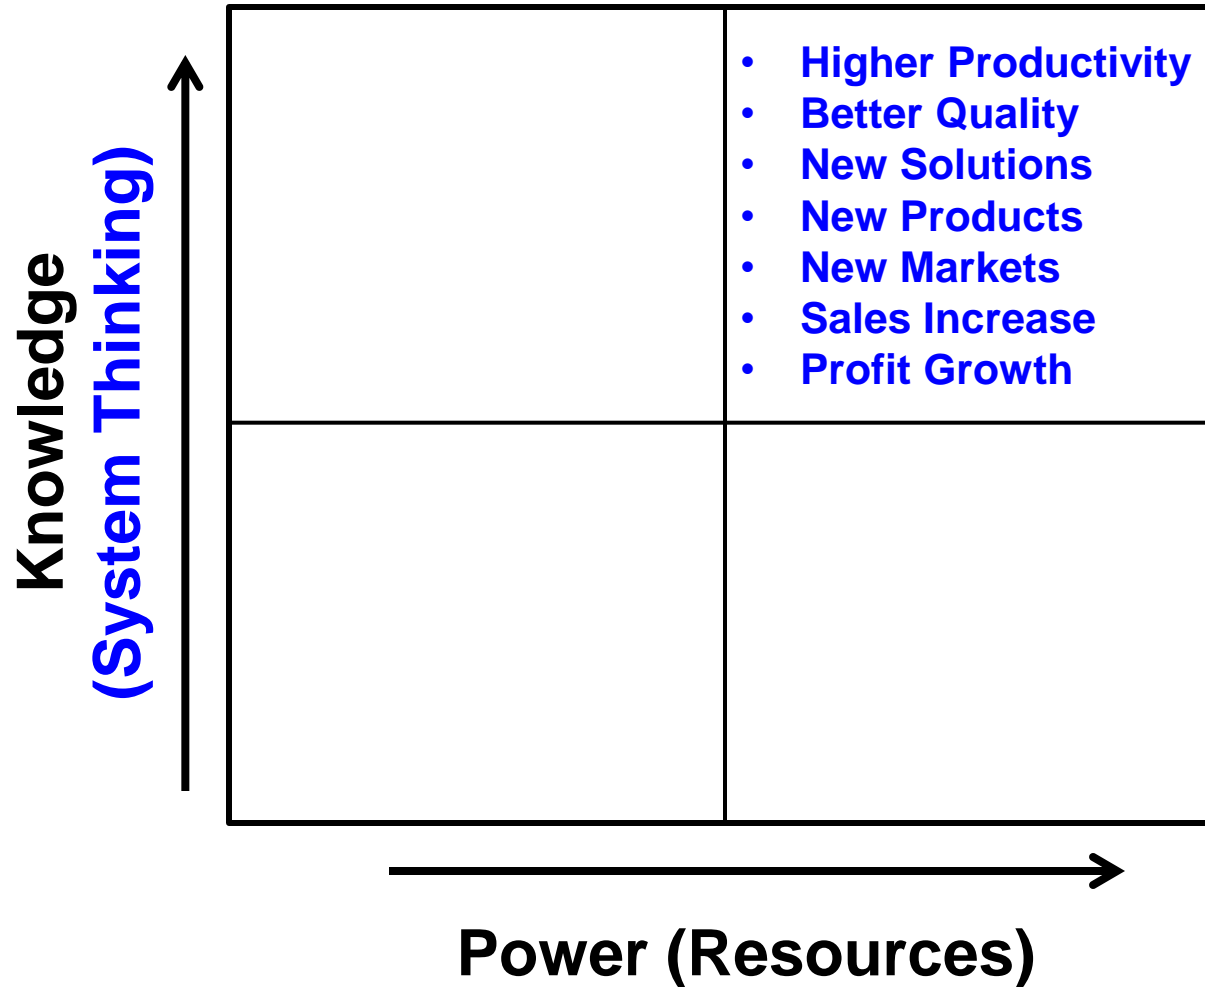 • Higher Productivity
• Better Quality
• New Solutions
• New Products
• New Markets
• Sales Increase
• Profit Growth
Knowledge
(System Thinking)
Power (Resources)